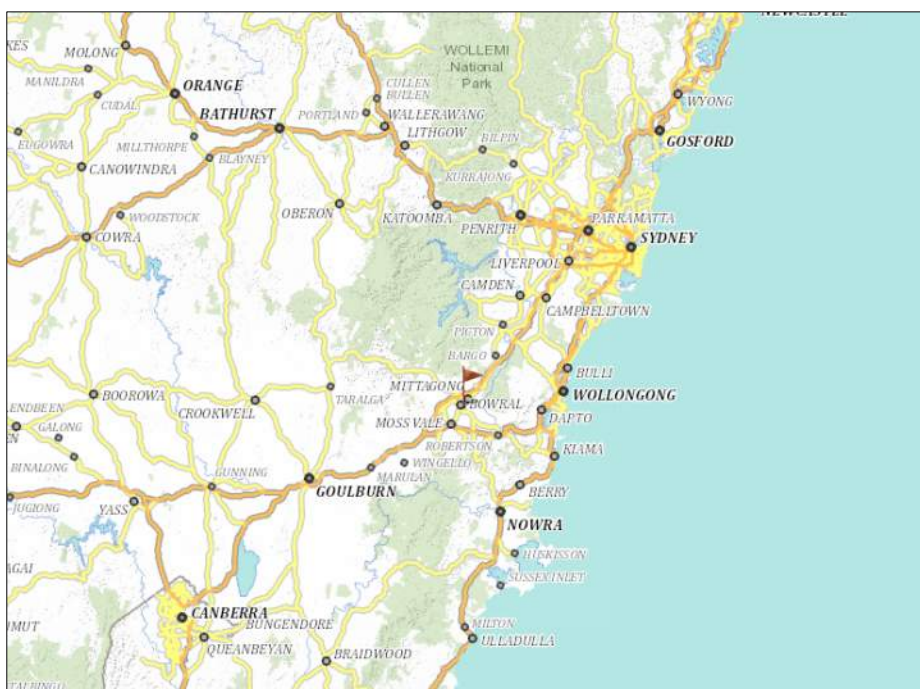 NEWCASTLE
MOLONG
WOLLEMI
National
Park
MANILDRA
ORANGE
CULLEN
BULLEN
CUDAL
BATHURST
PORTLAND
WYONG
WALLERAWANG
EUGOWRA
MILLTHORPE
LITHGOW
BILPIN
GOSFORD
BLAYNEY
CANOWINDRA
KURRAJONG
WOODSTOCK
OBERON
KATOOMBA
PENRITH
PARRAMATTA
COWRA
SYDNEY
LIVERPOOL
CAMDEN
CAMPBELLTOWN
PICTON
BARGO
BULLI
MITTAGONG
BOOROWA
TARALGA
WOLLONGONG
CROOKWELL
BOWRAL
DAPTO
GALONG
MOSS VALE
ROBERTSON
KIAMA
BINALONG
GUNNING
WINGELLO
MARULAN
GOULBURN
BERRY
JUGIONG
YASS
NOWRA
HUSKISSON
SUSSEX INLET
CANBERRA
BUNGENDORE
MILTON
QUEANBEYAN
ULLADULLA
BRAIDWOOD